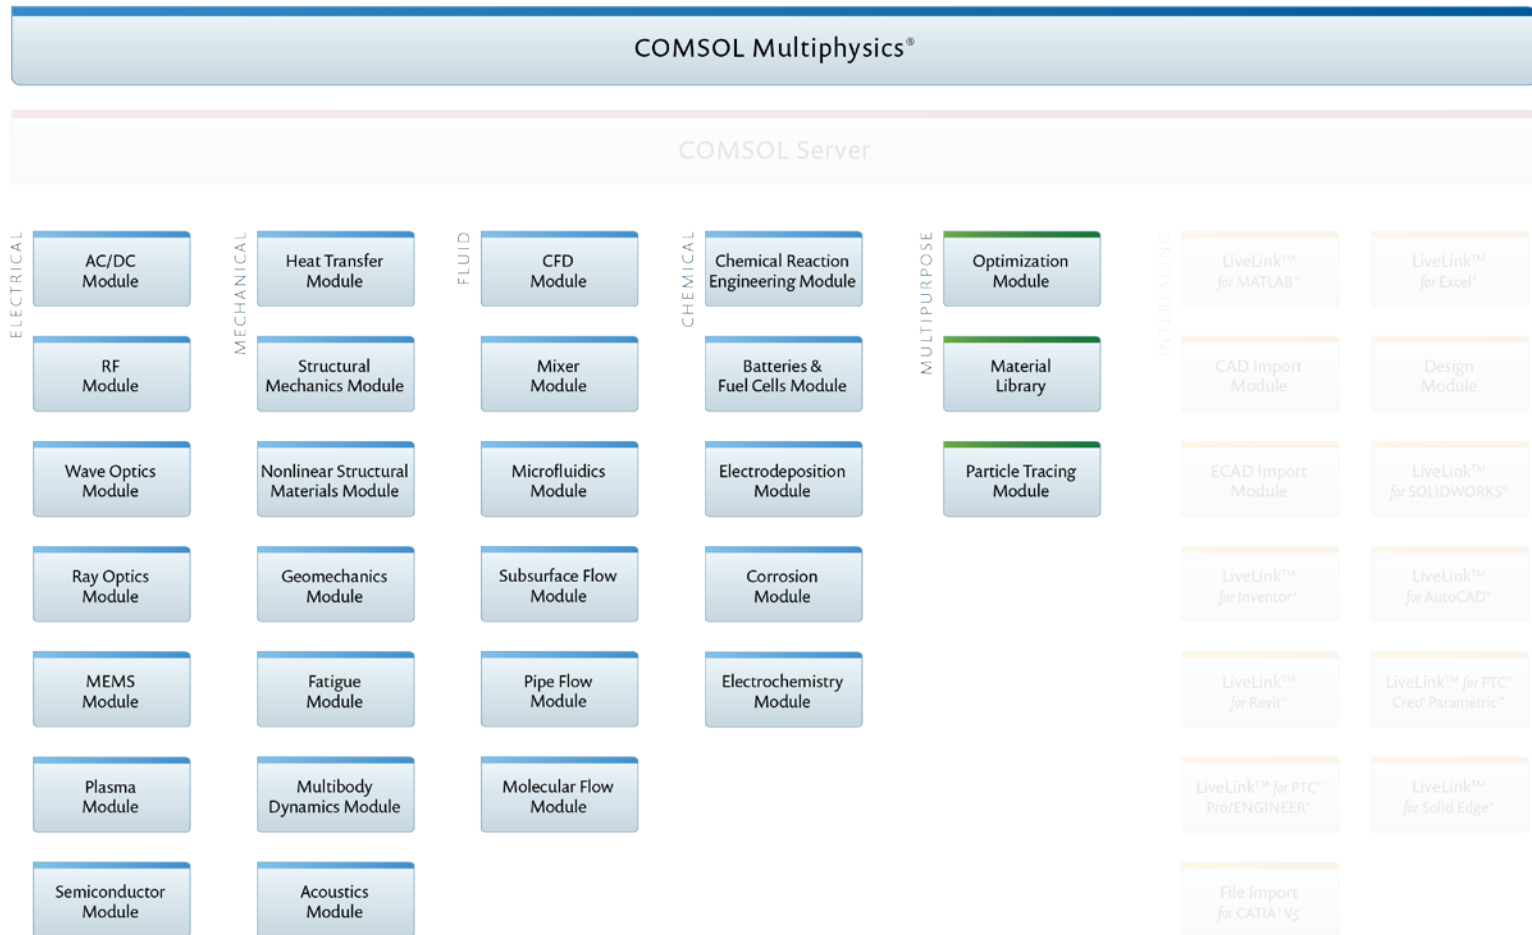 COMSOL Multiphysics®
COMSOL Server
ELECTRICAL
AC/DC
Module
RF
Module
Wave Optics
Module
Ray Optics
Module
MEMS
Module
Plasma
Module
Semiconductor
Module
MECHANICAL
Heat Transfer
Module
Structural
Mechanics Module
Nonlinear Structural
Materials Module
Geomechanics
Module
Fatigue
Module
Multibody
Dynamics Module
Acoustics
Module
FLUID
CFD
Module
Mixer
Module
Microfluidics
Module
Subsurface Flow
Module
Pipe Flow
Module
Molecular Flow
Module
CHEMICAL
Chemical Reaction
Engineering Module
Batteries &
Fuel Cells Module
Electrodeposition
Module
Corrosion
Module
Electrochemistry
Module
MULTIPURPOSE
Optimization
Module
Material
Library
Particle Tracing
Module
INTERFACING
LiveLink™
for MATLAB®
CAD Import
Module
ECAD Import
Module
LiveLink™
for Inventor®
LiveLink™
for Revit®
LiveLink™ for PTC®
Pro/ENGINEER®
File Import
for CATIA® V5
LiveLink™
for Excel®
Design
Module
LiveLink™
for SOLIDWORKS®
LiveLink™
for AutoCAD®
LiveLink™ for PTC®
Creo® Parametric™
LiveLink™
for Solid Edge®